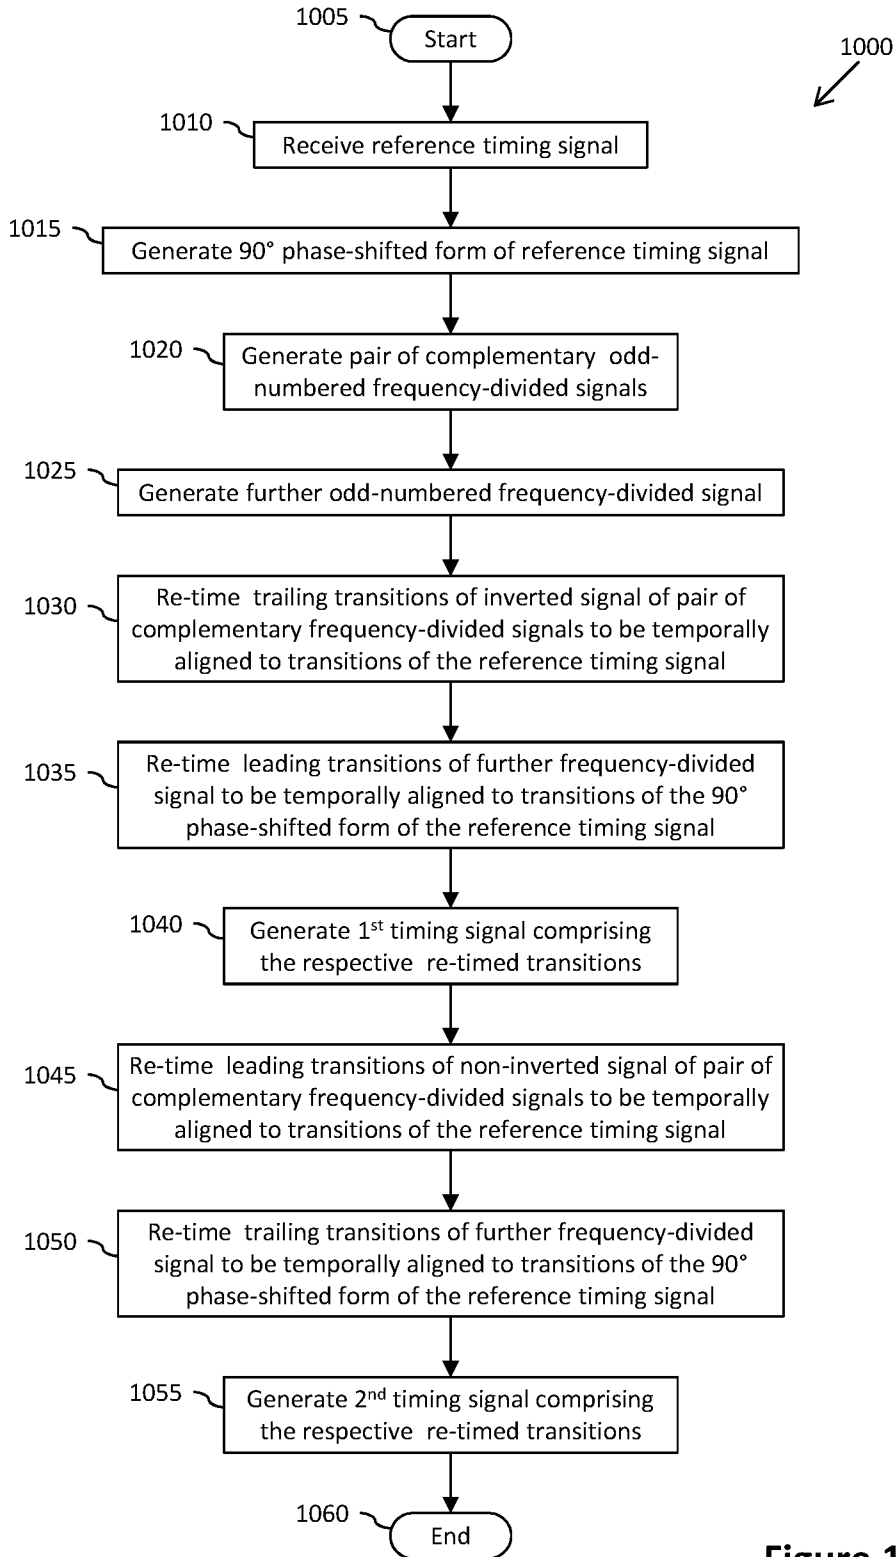 1005
Start
1000
1010
Receive reference timing signal
1015
Generate 90° phase-shifted form of reference timing signal
1020
Generate pair of complementary odd-
numbered frequency-divided signals
1025
Generate further odd-numbered frequency-divided signal
1030
Re-time trailing transitions of inverted signal of pair of
complementary frequency-divided signals to be temporally
aligned to transitions of the reference timing signal
1035
Re-time leading transitions of further frequency-divided
signal to be temporally aligned to transitions of the 90°
phase-shifted form of the reference timing signal
1040
Generate 1st timing signal comprising
the respective re-timed transitions
1045
Re-time leading transitions of non-inverted signal of pair of
complementary frequency-divided signals to be temporally
aligned to transitions of the reference timing signal
1050
Re-time trailing transitions of further frequency-divided
signal to be temporally aligned to transitions of the 90°
phase-shifted form of the reference timing signal
1055
Generate 2nd timing signal comprising
the respective re-timed transitions
1060
End
Figure 1